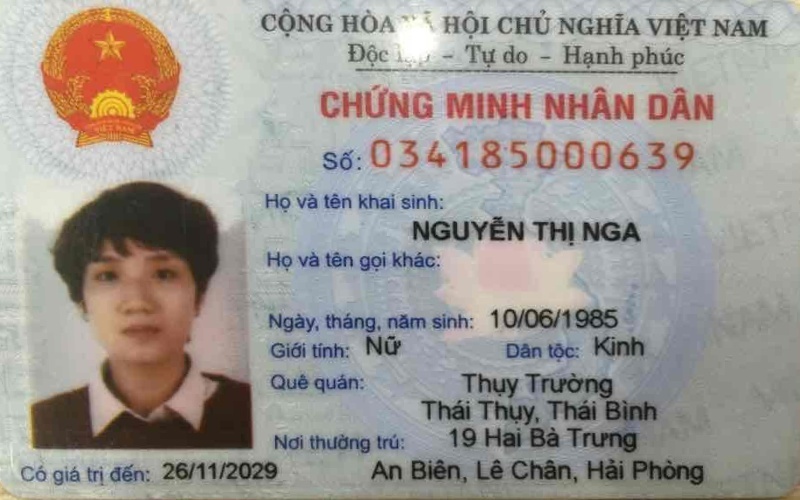 CỘNG HÒA XÃ HỘI CHỦ NGHĨA VIỆT NAM
Độc lập - Tự do - Hạnh phúc
CHỨNG MINH NHÂN DÂN
Số: 034185000639
Họ và tên khai sinh:
NGUYỄN THỊ NGA
Họ và tên gọi khác:
Ngày, tháng, năm sinh: 10/06/1985
Giới tính: Nữ Dân tộc: Kinh
Quê quán: Thụy Trường
Thái Thụy, Thái Bình
Nơi thường trú: 19 Hai Bà Trưng
An Biên, Lê Chân, Hải Phòng
Có giá trị đến: 26/11/2029